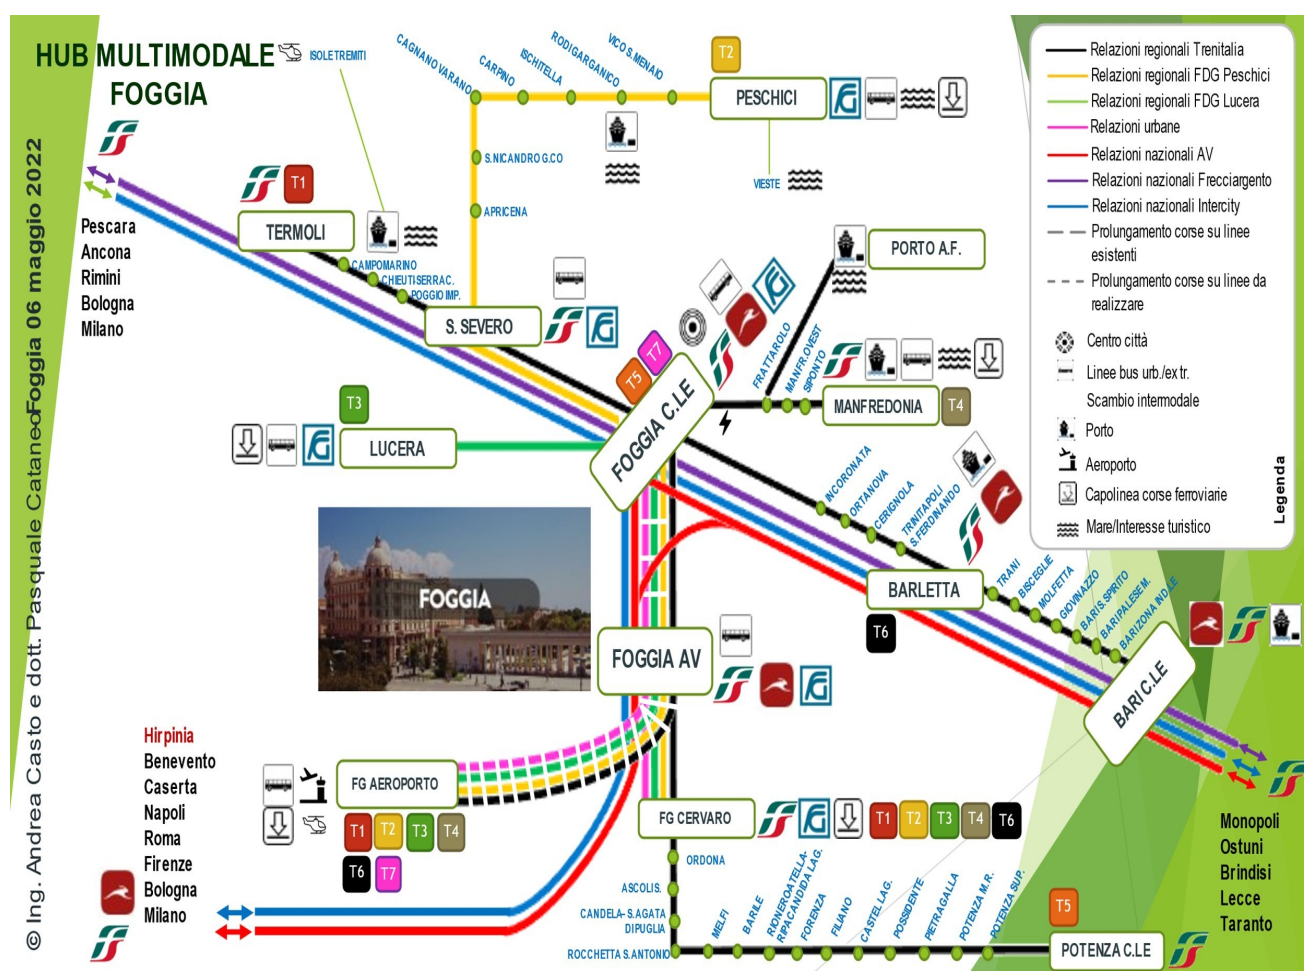 HUB MULTIMODALE
FOGGIA
© Ing. Andrea Casto e dott. Pasquale Cataneo
Foggia 06 maggio 2022
ISOLE TREMITI
CAGNANO VARANO
CARPINO
ISCHITELLA
RODI GARGANICO
VICO S. MENAIO
T2
PESCHICI
VIESTE
S. NICANDRO G.CO
APRICENA
Pescara
Ancona
Rimini
Bologna
Milano
T1
TERMOLI
CAMPOMARINO
CHIEUTI SERRAC.
POGGIO IMP.
S. SEVERO
PORTO A.F.
FRATTAROLO
MANFR. OVEST
SIPONTO
MANFREDONIA
T4
T5
T7
FOGGIA C.LE
T3
LUCERA
INCORONATA
ORTANOVA
CERIGNOLA
TRINITAPOLI
S. FERDINANDO
BARLETTA
T6
TRANI
BISCEGLIE
MOLFETTA
GIOVINAZZO
BARI S. SPIRITO
BARI PALESE M.
BARI ZONA IND.LE
BARI C.LE
FOGGIA
FOGGIA AV
Hirpinia
Benevento
Caserta
Napoli
Roma
Firenze
Bologna
Milano
FG AEROPORTO
T1
T2
T3
T4
T6
T7
FG CERVARO
T1
T2
T3
T4
T6
ORDONA
ASCOLI S.
CANDELA - S. AGATA
DI PUGLIA
ROCCHETTA S. ANTONIO
MELFI
BARILE
RIONERO ATELLA-
RIPACANDIDA LAG.
FORENZA
FILIANO
CASTEL LAG.
POSSIDENTE
PIETRAGALLA
POTENZA M.R.
POTENZA SUP.
T5
POTENZA C.LE
Monopoli
Ostuni
Brindisi
Lecce
Taranto
Relazioni regionali Trenitalia
Relazioni regionali FDG Peschici
Relazioni regionali FDG Lucera
Relazioni urbane
Relazioni nazionali AV
Relazioni nazionali Frecciargento
Relazioni nazionali Intercity
Prolungamento corse su linee
esistenti
Prolungamento corse su linee da
realizzare
Centro città
Linee bus urb./extr.
Scambio intermodale
Porto
Aeroporto
Capolinea corse ferroviarie
Mare/Interesse turistico
Legenda